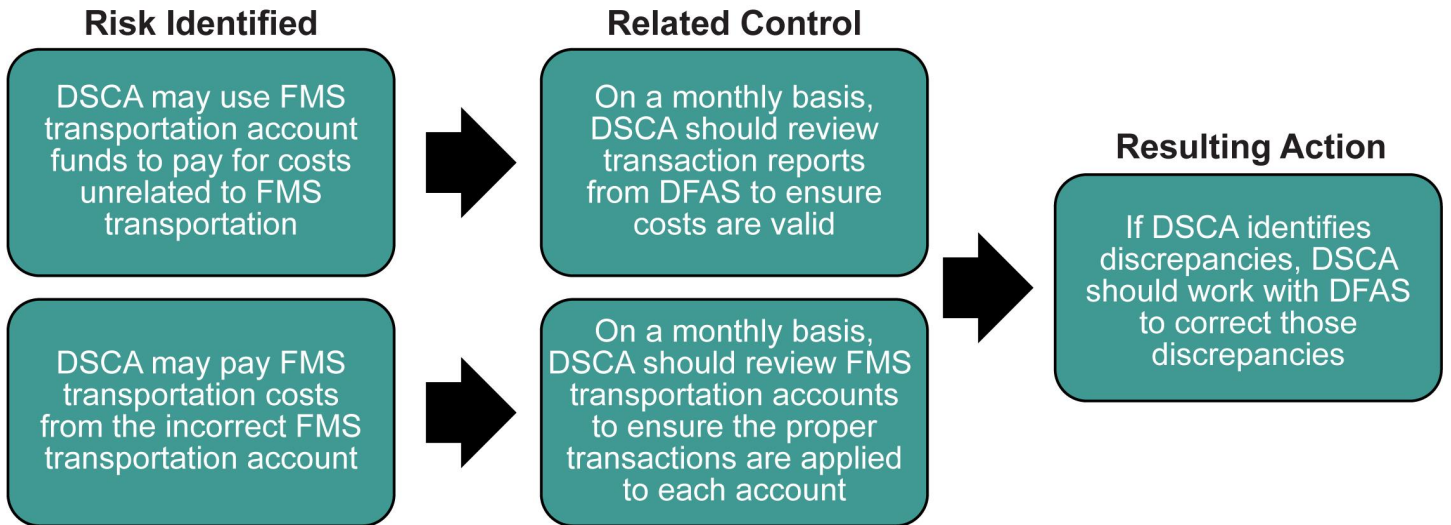 Risk Identified
DSCA may use FMS
transportation account
funds to pay for costs
unrelated to FMS
transportation
DSCA may pay FMS
transportation costs
from the incorrect FMS
transportation account
Related Control
On a monthly basis,
DSCA should review
transaction reports
from DFAS to ensure
costs are valid
On a monthly basis,
DSCA should review FMS
transportation accounts
to ensure the proper
transactions are applied
to each account
Resulting Action
If DSCA identifies
discrepancies, DSCA
should work with DFAS
to correct those
discrepancies